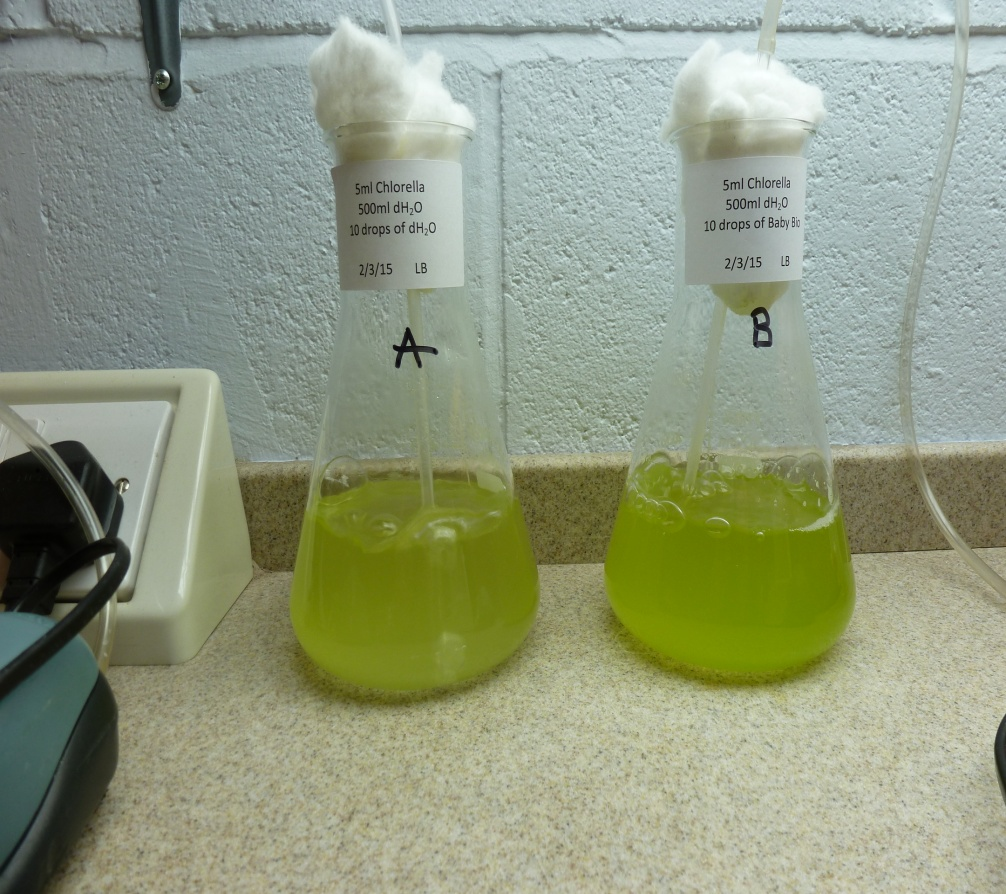 5ml Chlorella
500ml dH₂O
10 drops of dH₂O
2/3/15 LB
A
5ml Chlorella
500ml dH₂O
10 drops of Baby Bio
2/3/15 LB
B